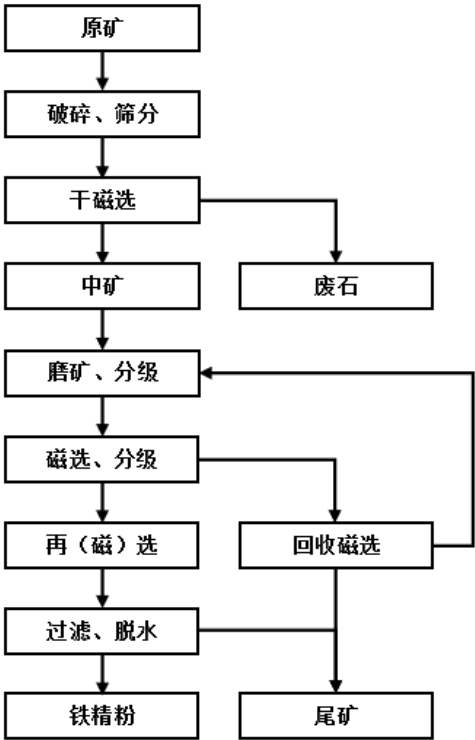 原矿
破碎、筛分
干磁选
中矿
废石
磨矿、分级
磁选、分级
再（磁）选
回收磁选
过滤、脱水
铁精粉
尾矿